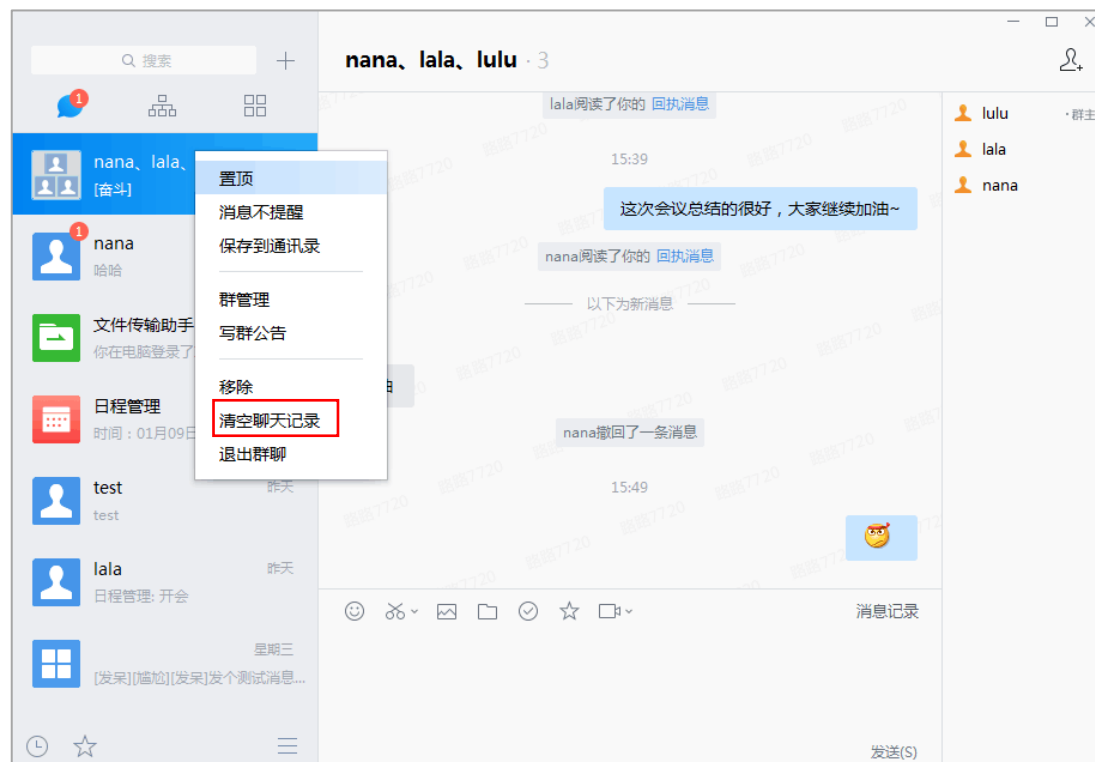 搜索
1
nana、lala、
[奋斗]
1
nana
哈哈
文件传输助手
你在电脑登录了
日程管理
时间：01月09日
test
昨天
test
lala
昨天
日程管理: 开会
星期三
[发呆][尴尬][发呆]发个测试消息...
置顶
消息不提醒
保存到通讯录
群管理
写群公告
移除
清空聊天记录
退出群聊
nana、lala、lulu · 3
lala阅读了你的 回执消息
15:39
这次会议总结的很好，大家继续加油~
nana阅读了你的 回执消息
以下为新消息
nana撤回了一条消息
15:49
消息记录
发送(S)
lulu
·群主
lala
nana
路路7720